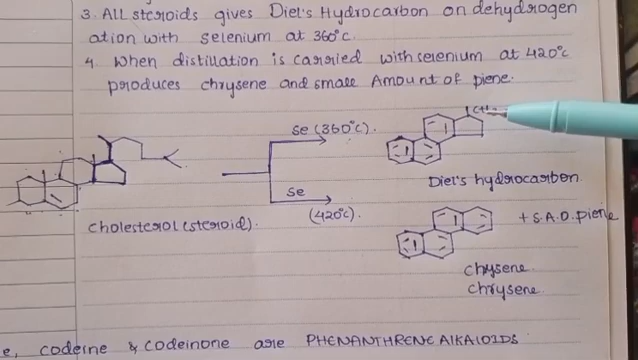 3. All steroids gives Diel's Hydrocarbon on dehydrogen
ation with selenium at 360°C.
4. When distillation is carried with selenium at 420°C
produces chrysene and small Amount of piene.
Se (360°C).
Diel's hydrocarbon.
Se
(420°C).
cholesterol (steroid).
+ S.A.O. piene
chysene
chrysene
e, codeine & codeinone are PHENANTHRENE AlKAlOIDS